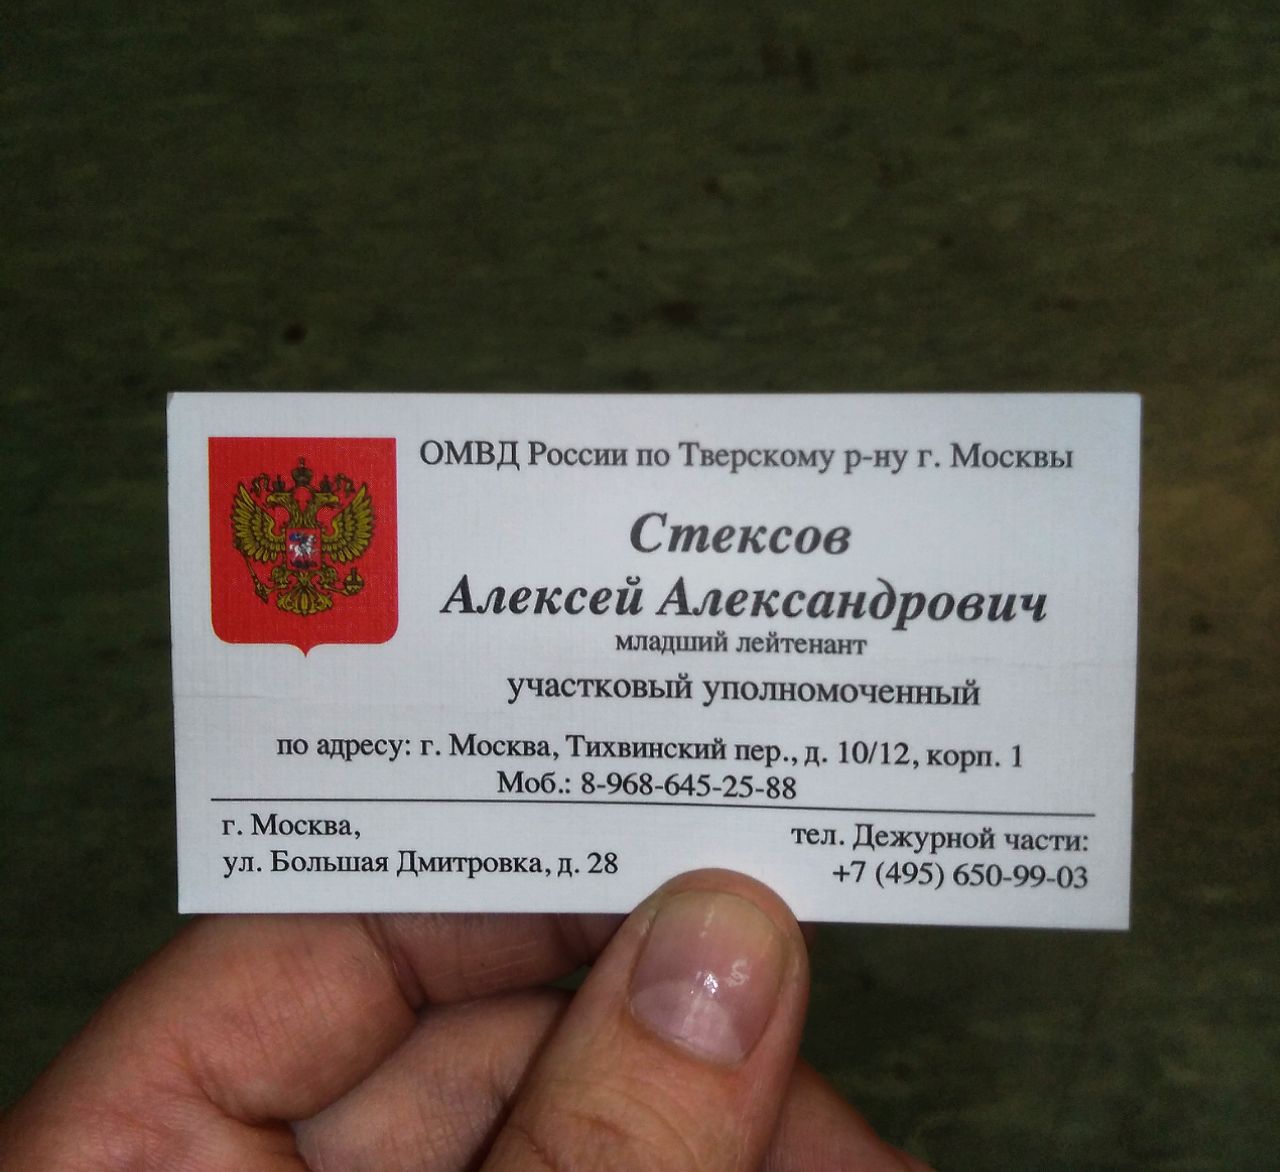 ОМВД России по Тверскому р-ну г. Москвы
Стексов
Алексей Александрович
младший лейтенант
участковый уполномоченный
по адресу: г. Москва, Тихвинский пер., д. 10/12, корп. 1
Моб.: 8-968-645-25-88
г. Москва,
ул. Большая Дмитровка, д. 28
тел. Дежурной части:
+7 (495) 650-99-03